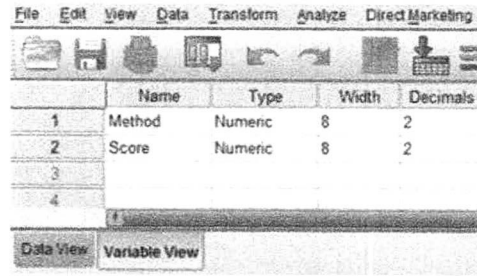 File Edit View Data Transform Analyze Direct Marketing
Name Type Width Decimals
1 Method Numeric 8 2
2 Score Numeric 8 2
3
4
Data View Variable View